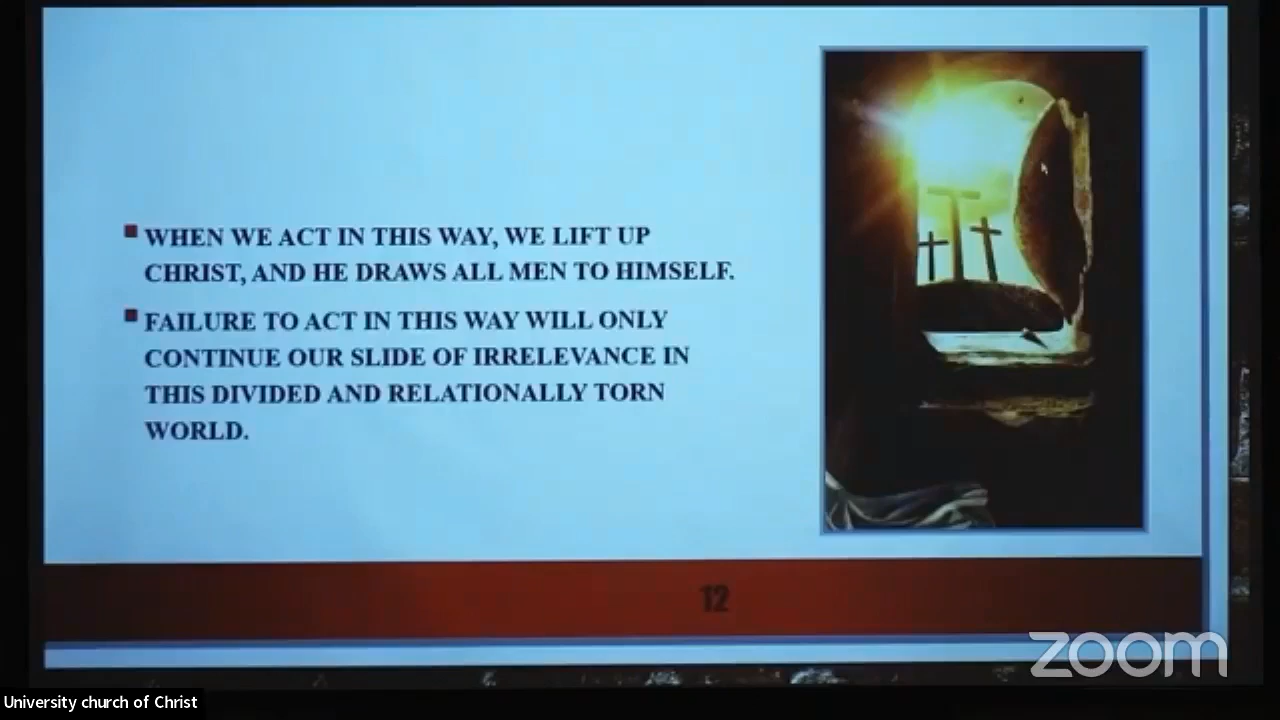 WHEN WE ACT IN THIS WAY, WE LIFT UP
CHRIST, AND HE DRAWS ALL MEN TO HIMSELF.
FAILURE TO ACT IN THIS WAY WILL ONLY
CONTINUE OUR SLIDE OF IRRELEVANCE IN
THIS DIVIDED AND RELATIONALLY TORN
WORLD.
12
zoom
University church of Christ